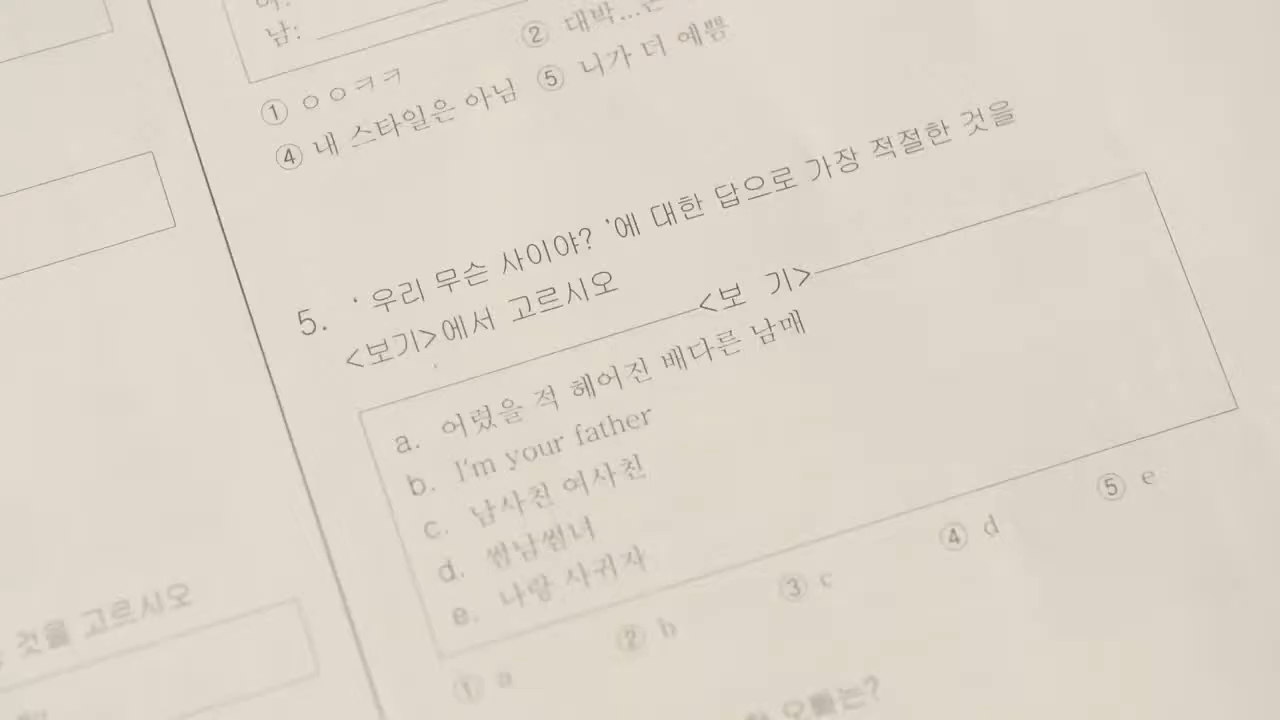 남:
② 대박...는
① ㅇㅇㅋㅋ
④ 내 스타일은 아님 ⑤ 니가 더 예쁨
5. '우리 무슨 사이야? '에 대한 답으로 가장 적절한 것을
<보기>에서 고르시오
<보 기>
a. 어렸을 적 헤어진 배다른 남매
b. I'm your father
c. 남사친 여사친
d. 썸남썸녀
e. 나랑 사귀자
① a ② b ③ c ④ d ⑤ e
것을 고르시오
오빠는?